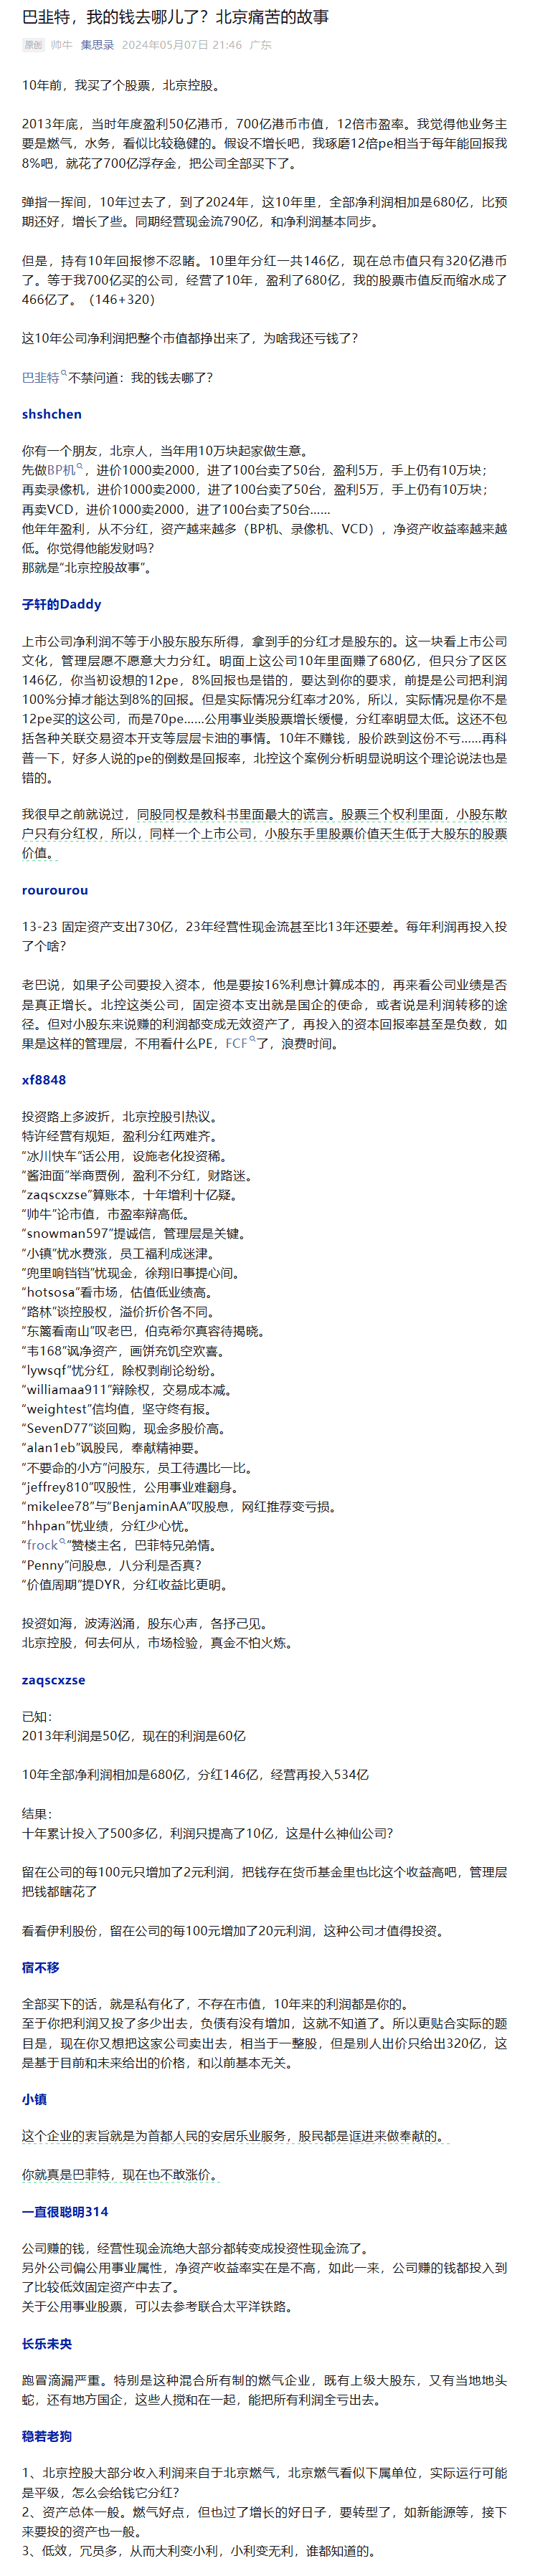 巴韭特，我的钱去哪儿了？北京痛苦的故事
原创 帅牛 集思录 2024年05月07日 21:46 广东
10年前，我买了个股票，北京控股。
2013年底，当时年度盈利50亿港币，700亿港币市值，12倍市盈率。我觉得他业务主
要是燃气，水务，看似比较稳健的。假设不增长吧，我琢磨12倍pe相当于每年能回报我
8%吧，就花了700亿浮存金，把公司全部买下了。
弹指一挥间，10年过去了，到了2024年，这10年里，全部净利润相加是680亿，比预
期还好，增长了些。同期经营现金流790亿，和净利润基本同步。
但是，持有10年回报惨不忍睹。10里年分红一共146亿，现在总市值只有320亿港币
了。等于我700亿买的公司，经营了10年，盈利了680亿，我的股票市值反而缩水成了
466亿了。（146+320）
这10年公司净利润把整个市值都挣出来了，为啥我还亏钱了？
巴韭特不禁问道：我的钱去哪了？
shshchen
你有一个朋友，北京人，当年用10万块起家做生意。
先做BP机，进价1000卖2000，进了100台卖了50台，盈利5万，手上仍有10万块；
再卖录像机，进价1000卖2000，进了100台卖了50台，盈利5万，手上仍有10万块；
再卖VCD，进价1000卖2000，进了100台卖了50台……
他年年盈利，从不分红，资产越来越多（BP机、录像机、VCD），净资产收益率越来越
低。你觉得他能发财吗？
那就是“北京控股故事”。
子轩的Daddy
上市公司净利润不等于小股东股东所得，拿到手的分红才是股东的。这一块看上市公司
文化，管理层愿不愿意大力分红。明面上这公司10年里面赚了680亿，但只分了区区
146亿，你当初设想的12pe，8%回报也是错的，要达到你的要求，前提是公司把利润
100%分掉才能达到8%的回报。但是实际情况分红率才20%，所以，实际情况是你不是
12pe买的这公司，而是70pe……公用事业类股票增长缓慢，分红率明显太低。这还不包
括各种关联交易资本开支等层层卡油的事情。10年不赚钱，股价跌到这份不亏……再科
普一下，好多人说的pe的倒数是回报率，北控这个案例分析明显说明这个理论说法也是
错的。
我很早之前就说过，同股同权是教科书里面最大的谎言。股票三个权利里面，小股东散
户只有分红权，所以，同样一个上市公司，小股东手里股票价值天生低于大股东的股票
价值。
rourourou
13-23 固定资产支出730亿，23年经营性现金流甚至比13年还要差。每年利润再投入投
了个啥？
老巴说，如果子公司要投入资本，他是要按16%利息计算成本的，再来看公司业绩是否
是真正增长。北控这类公司，固定资本支出就是国企的使命，或者说是利润转移的途
径。但对小股东来说赚的利润都变成无效资产了，再投入的资本回报率甚至是负数，如
果是这样的管理层，不用看什么PE，FCF了，浪费时间。
xf8848
投资路上多波折，北京控股引热议。
特许经营有规矩，盈利分红两难齐。
“冰川快车”话公用，设施老化投资稀。
“酱油面”举商贾例，盈利不分红，财路迷。
“zaqscxzse”算账本，十年增利十亿疑。
“帅牛”论市值，市盈率辩高低。
“snowman597”提诚信，管理层是关键。
“小镇”忧水费涨，员工福利成迷津。
“兜里响铛铛”忧现金，徐翔旧事提心间。
“hotsosa”看市场，估值低业绩高。
“路林”谈控股权，溢价折价各不同。
“东篱看南山”叹老巴，伯克希尔真容待揭晓。
“韦168”讽净资产，画饼充饥空欢喜。
“lywsqf”忧分红，除权剥削论纷纷。
“williamaa911”辩除权，交易成本减。
“weightest”信均值，坚守终有报。
“SevenD77”谈回购，现金多股价高。
“alan1eb”讽股民，奉献精神要。
“不要命的小方”问股东，员工待遇比一比。
“jeffrey810”叹股性，公用事业难翻身。
“mikelee78”与“BenjaminAA”叹股息，网红推荐变亏损。
“hhpan”忧业绩，分红少心忧。
“frock”赞楼主名，巴菲特兄弟情。
“Penny”问股息，八分利是否真？
“价值周期”提DYR，分红收益比更明。
投资如海，波涛汹涌，股东心声，各抒己见。
北京控股，何去何从，市场检验，真金不怕火炼。
zaqscxzse
已知：
2013年利润是50亿，现在的利润是60亿
10年全部净利润相加是680亿，分红146亿，经营再投入534亿
结果：
十年累计投入了500多亿，利润只提高了10亿，这是什么神仙公司？
留在公司的每100元只增加了2元利润，把钱存在货币基金里也比这个收益高吧，管理层
把钱都瞎花了
看看伊利股份，留在公司的每100元增加了20元利润，这种公司才值得投资。
宿不移
全部买下的话，就是私有化了，不存在市值，10年来的利润都是你的。
至于你把利润又投了多少出去，负债有没有增加，这就不知道了。所以更贴合实际的题
目是，现在你又想把这家公司卖出去，相当于一整股，但是别人出价只给出320亿，这
是基于目前和未来给出的价格，和以前基本无关。
小镇
这个企业的衷旨就是为首都人民的安居乐业服务，股民都是诓进来做奉献的。
你就真是巴菲特，现在也不敢涨价。
一直很聪明314
公司赚的钱，经营性现金流绝大部分都转变成投资性现金流了。
另外公司偏公用事业属性，净资产收益率实在是不高，如此一来，公司赚的钱都投入到
了比较低效固定资产中去了。
关于公用事业股票，可以去参考联合太平洋铁路。
长乐未央
跑冒滴漏严重。特别是这种混合所有制的燃气企业，既有上级大股东，又有当地地头
蛇，还有地方国企，这些人搅和在一起，能把所有利润全亏出去。
稳若老狗
1、北京控股大部分收入利润来自于北京燃气，北京燃气看似下属单位，实际运行可能
是平级，怎么会给钱它分红？
2、资产总体一般。燃气好点，但也过了增长的好日子，要转型了，如新能源等，接下
来要投的资产也一般。
3、低效，冗员多，从而大利变小利，小利变无利，谁都知道的。